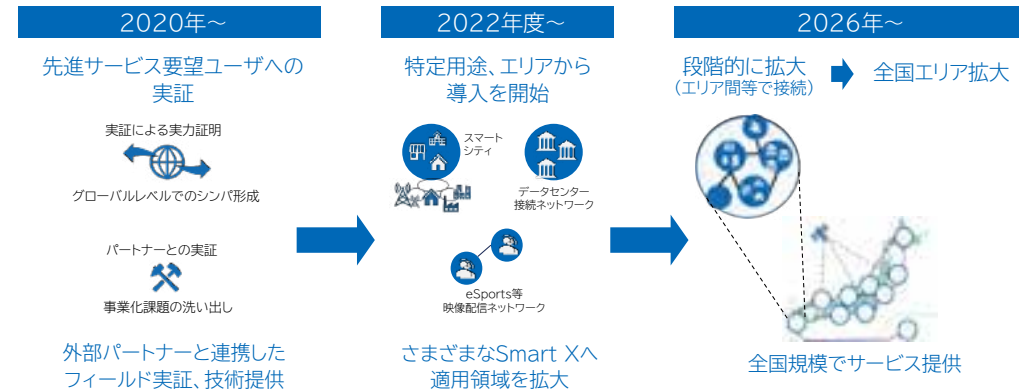 2020年～
先進サービス要望ユーザへの
実証
実証による実力証明
グローバルレベルでのシンパ形成
パートナーとの実証
事業化課題の洗い出し
外部パートナーと連携した
フィールド実証、技術提供
2022年度～
特定用途、エリアから
導入を開始
スマート
シティ
データセンター
接続ネットワーク
eSports等
映像配信ネットワーク
さまざまなSmart Xへ
適用領域を拡大
2026年～
段階的に拡大
(エリア間等で接続)
全国エリア拡大
全国規模でサービス提供